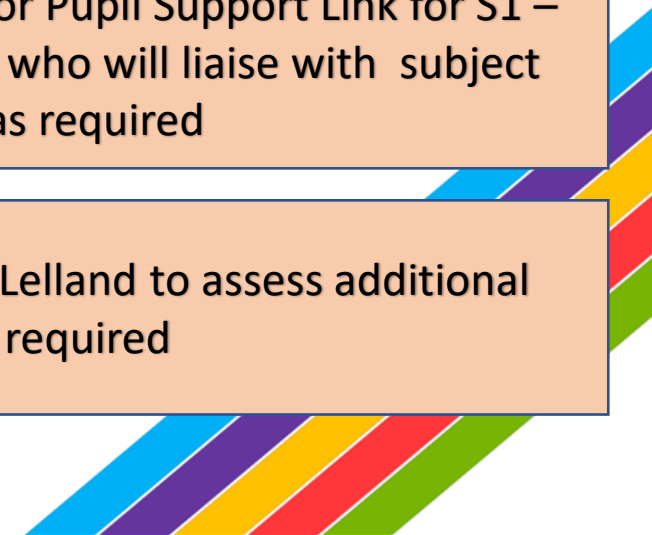 or Pupil Support Link for S1 –
who will liaise with subject
as required
Lelland to assess additional
required